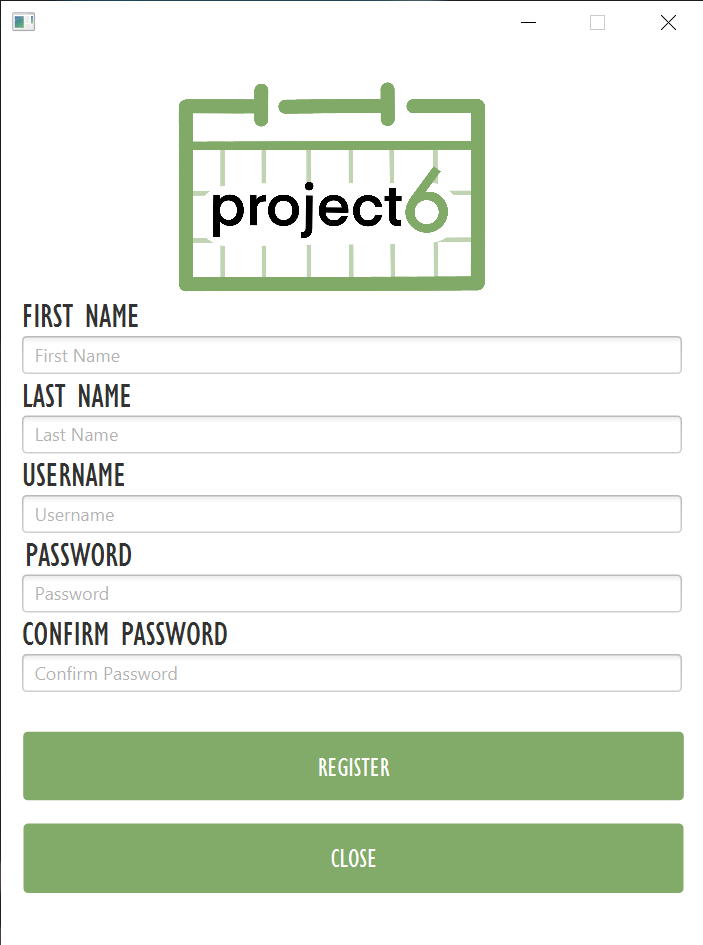 project6
FIRST NAME
First Name
LAST NAME
Last Name
USERNAME
Username
PASSWORD
Password
CONFIRM PASSWORD
Confirm Password
REGISTER
CLOSE